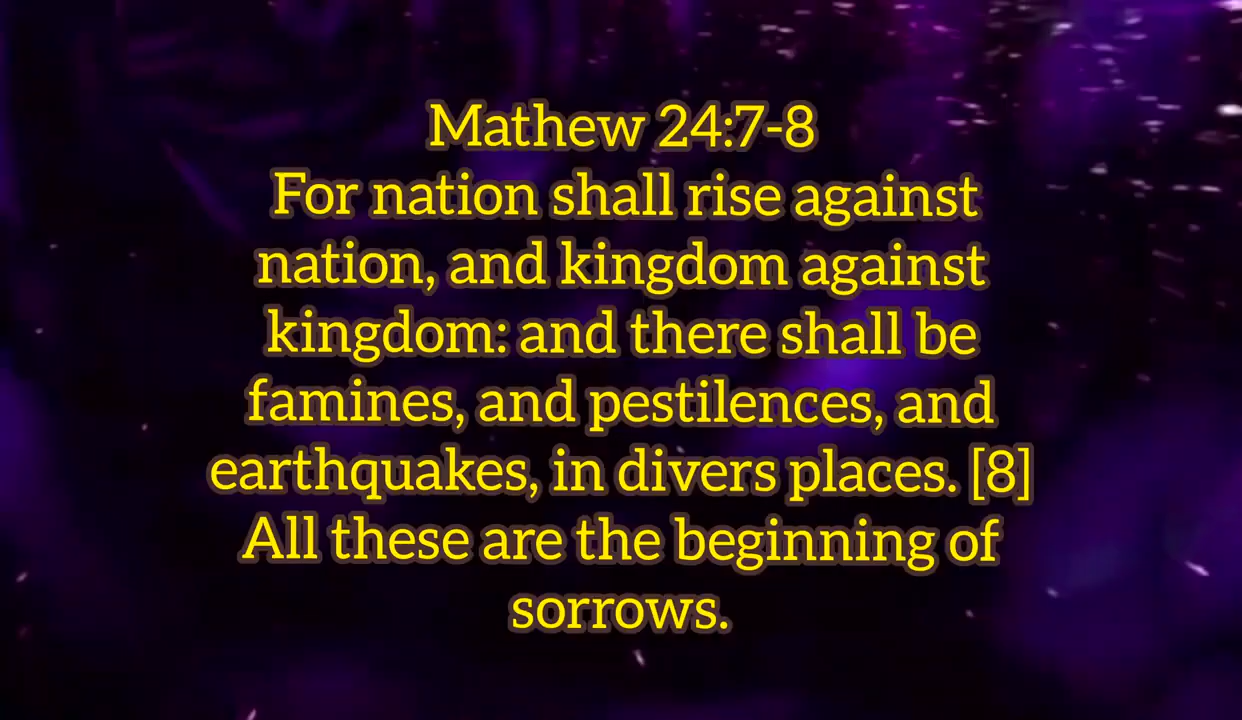 Mathew 24:7-8
For nation shall rise against
nation, and kingdom against
kingdom: and there shall be
famines, and pestilences, and
earthquakes, in divers places. [8]
All these are the beginning of
sorrows.